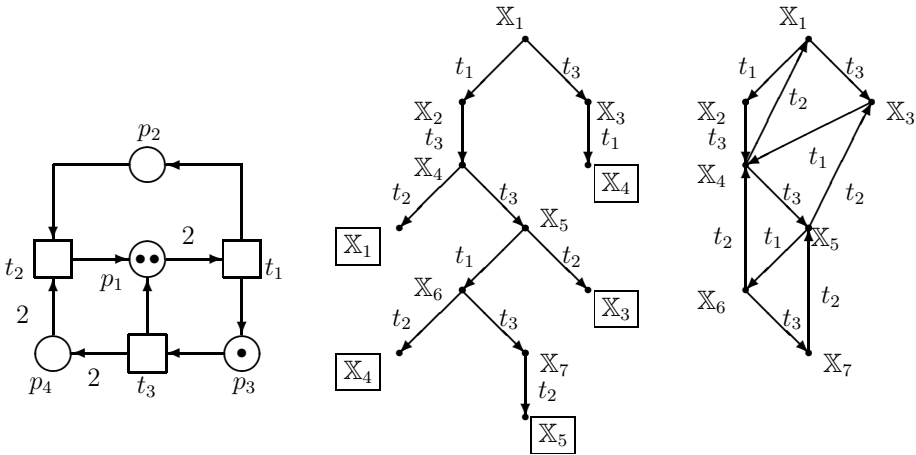 p₂
2
t₂
p₁
t₁
2
2
p₄
t₃
p₃
𝕏₁
t₁
t₃
𝕏₂
𝕏₃
t₃
t₁
𝕏₄
𝕏₄
t₂
t₃
𝕏₁
𝕏₅
t₁
t₂
𝕏₆
𝕏₃
t₂
t₃
𝕏₄
𝕏₇
t₂
𝕏₅
𝕏₁
t₁
t₃
t₂
𝕏₂
𝕏₃
t₃
t₁
𝕏₄
t₃
t₂
t₂
t₁
𝕏₅
𝕏₆
t₂
t₃
𝕏₇